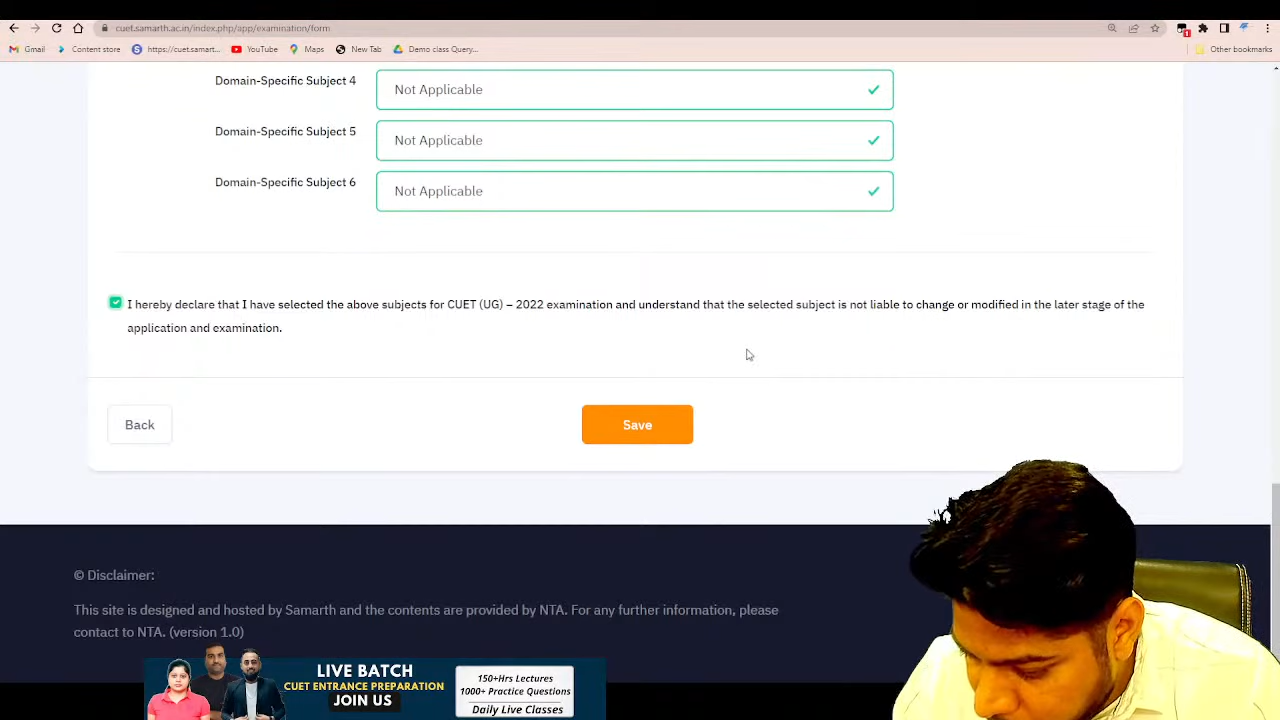 cuet.samarth.ac.in/index.php/app/examination/form
Gmail Content store https://cuet.samart... YouTube Maps New Tab Demo class Query... Other bookmarks
Domain-Specific Subject 4 Not Applicable
Domain-Specific Subject 5 Not Applicable
Domain-Specific Subject 6 Not Applicable
I hereby declare that I have selected the above subjects for CUET (UG) – 2022 examination and understand that the selected subject is not liable to change or modified in the later stage of the
application and examination.
Back Save
© Disclaimer:
This site is designed and hosted by Samarth and the contents are provided by NTA. For any further information, please
contact to NTA. (version 1.0)
LIVE BATCH
CUET ENTRANCE PREPARATION
JOIN US
150+Hrs Lectures
1000+ Practice Questions
Daily Live Classes